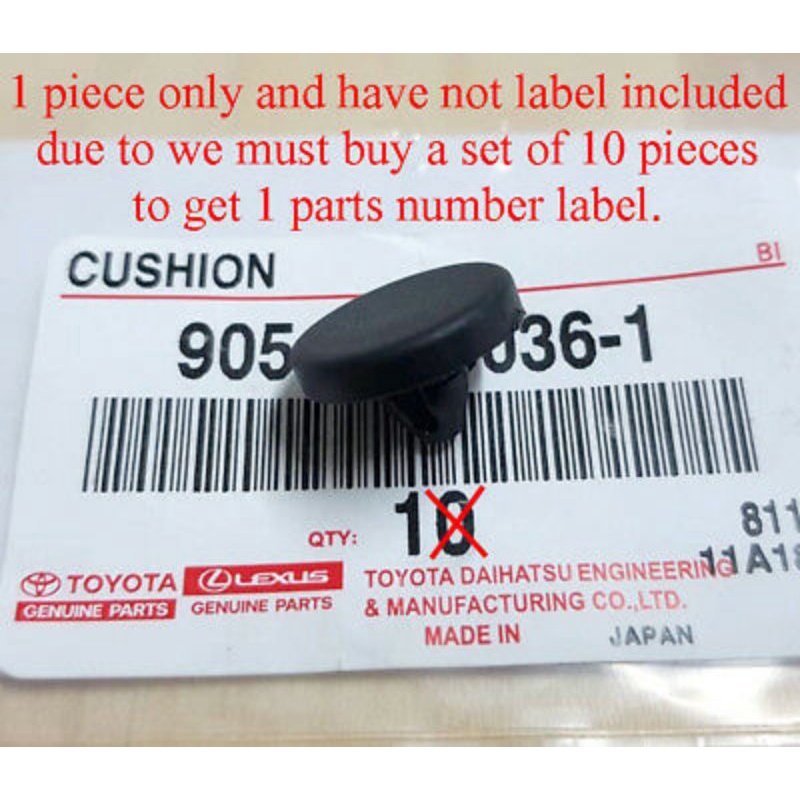 1 piece only and have not label included
due to we must buy a set of 10 pieces
to get 1 parts number label.
BI
CUSHION
905 036-1
QTY: 10
811
11A18
TOYOTA LEXUS
GENUINE PARTS GENUINE PARTS
TOYOTA DAIHATSU ENGINEERING
& MANUFACTURING CO.,LTD.
MADE IN JAPAN